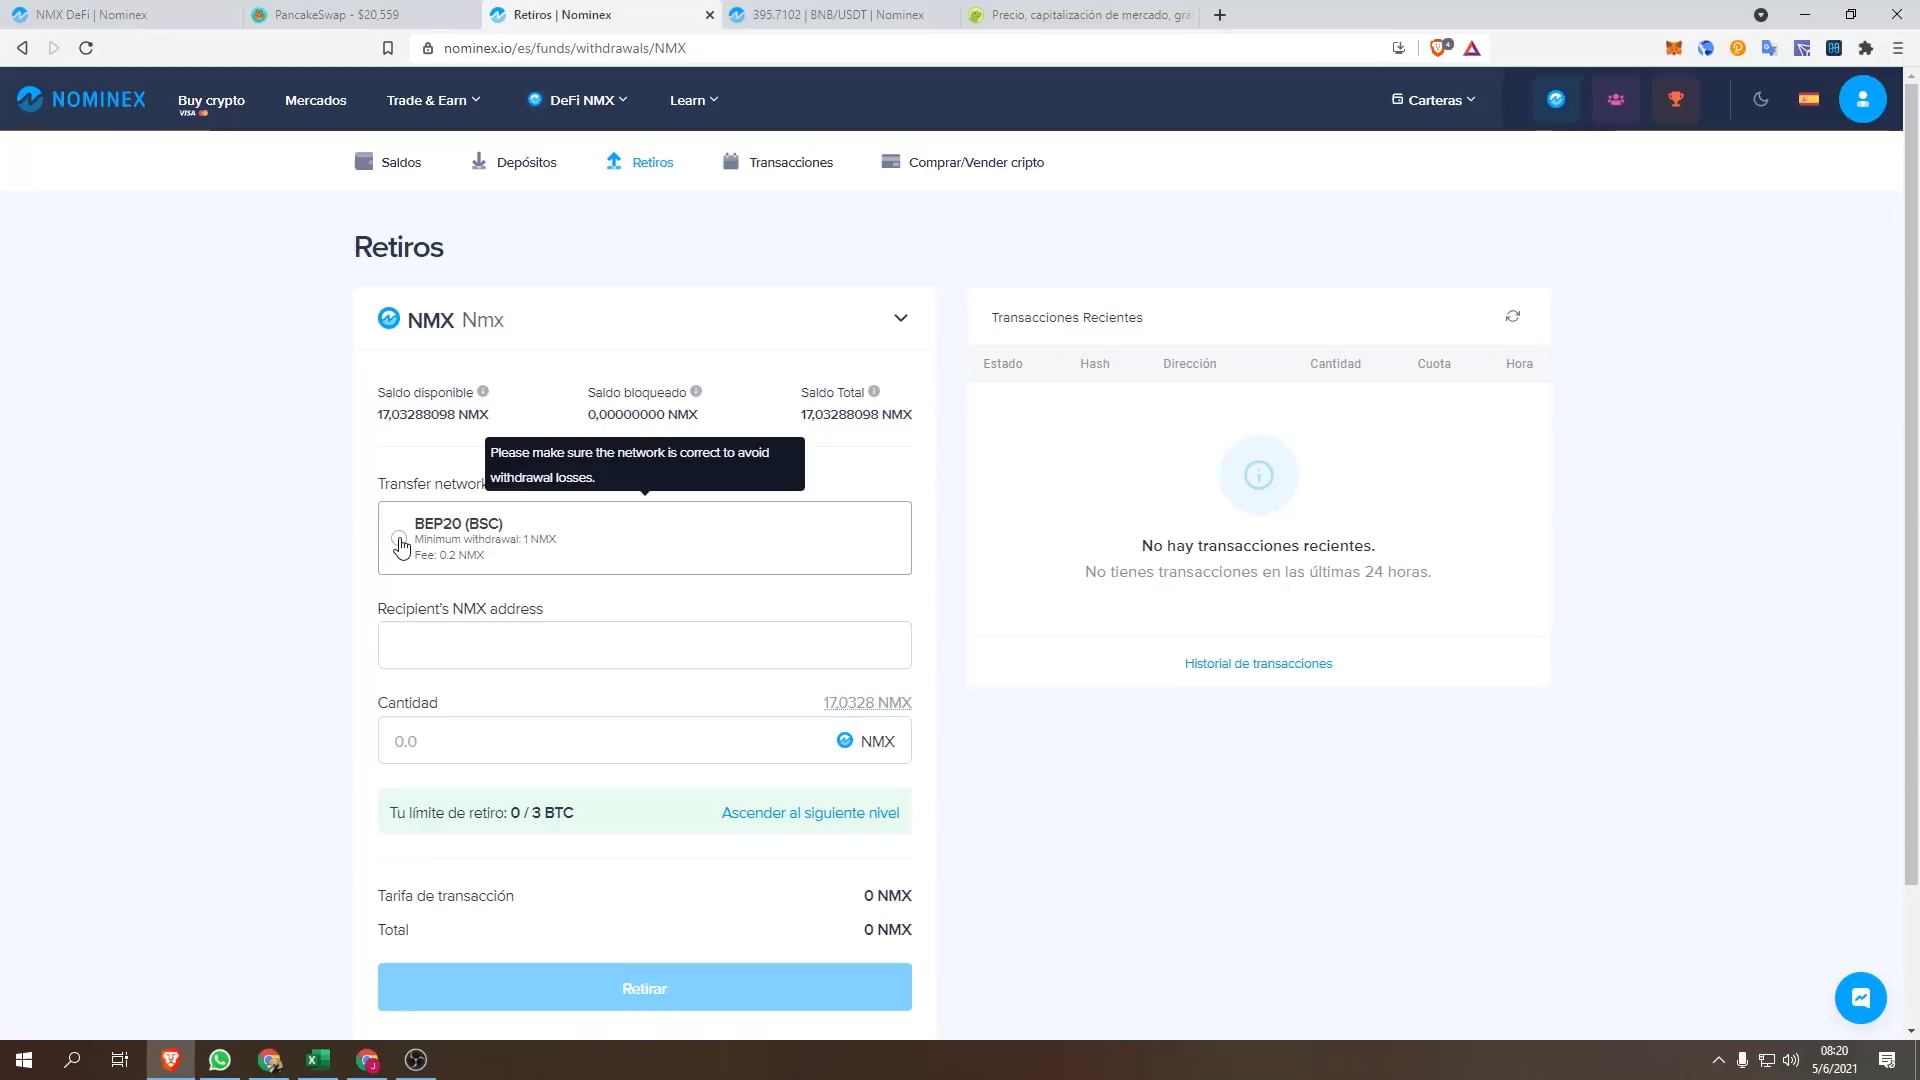 NMX DeFi | Nominex
PancakeSwap - $20,559
Retiros | Nominex
395.7102 | BNB/USDT | Nominex
Precio, capitalización de mercado, grá
nominex.io/es/funds/withdrawals/NMX
4
NOMINEX
Buy crypto
VISA
Mercados
Trade & Earn
DeFi NMX
Learn
Carteras
Saldos
Depósitos
Retiros
Transacciones
Comprar/Vender cripto
Retiros
NMX Nmx
Saldo disponible
Saldo bloqueado
Saldo Total
17,03288098 NMX
0,00000000 NMX
17,03288098 NMX
Please make sure the network is correct to avoid
withdrawal losses.
Transfer network
BEP20 (BSC)
Minimum withdrawal: 1 NMX
Fee: 0.2 NMX
Recipient's NMX address
Cantidad
17,0328 NMX
0.0
NMX
Tu límite de retiro: 0 / 3 BTC
Ascender al siguiente nivel
Tarifa de transacción
0 NMX
Total
0 NMX
Retirar
Transacciones Recientes
Estado
Hash
Dirección
Cantidad
Cuota
Hora
No hay transacciones recientes.
No tienes transacciones en las últimas 24 horas.
Historial de transacciones
08:20
5/6/2021